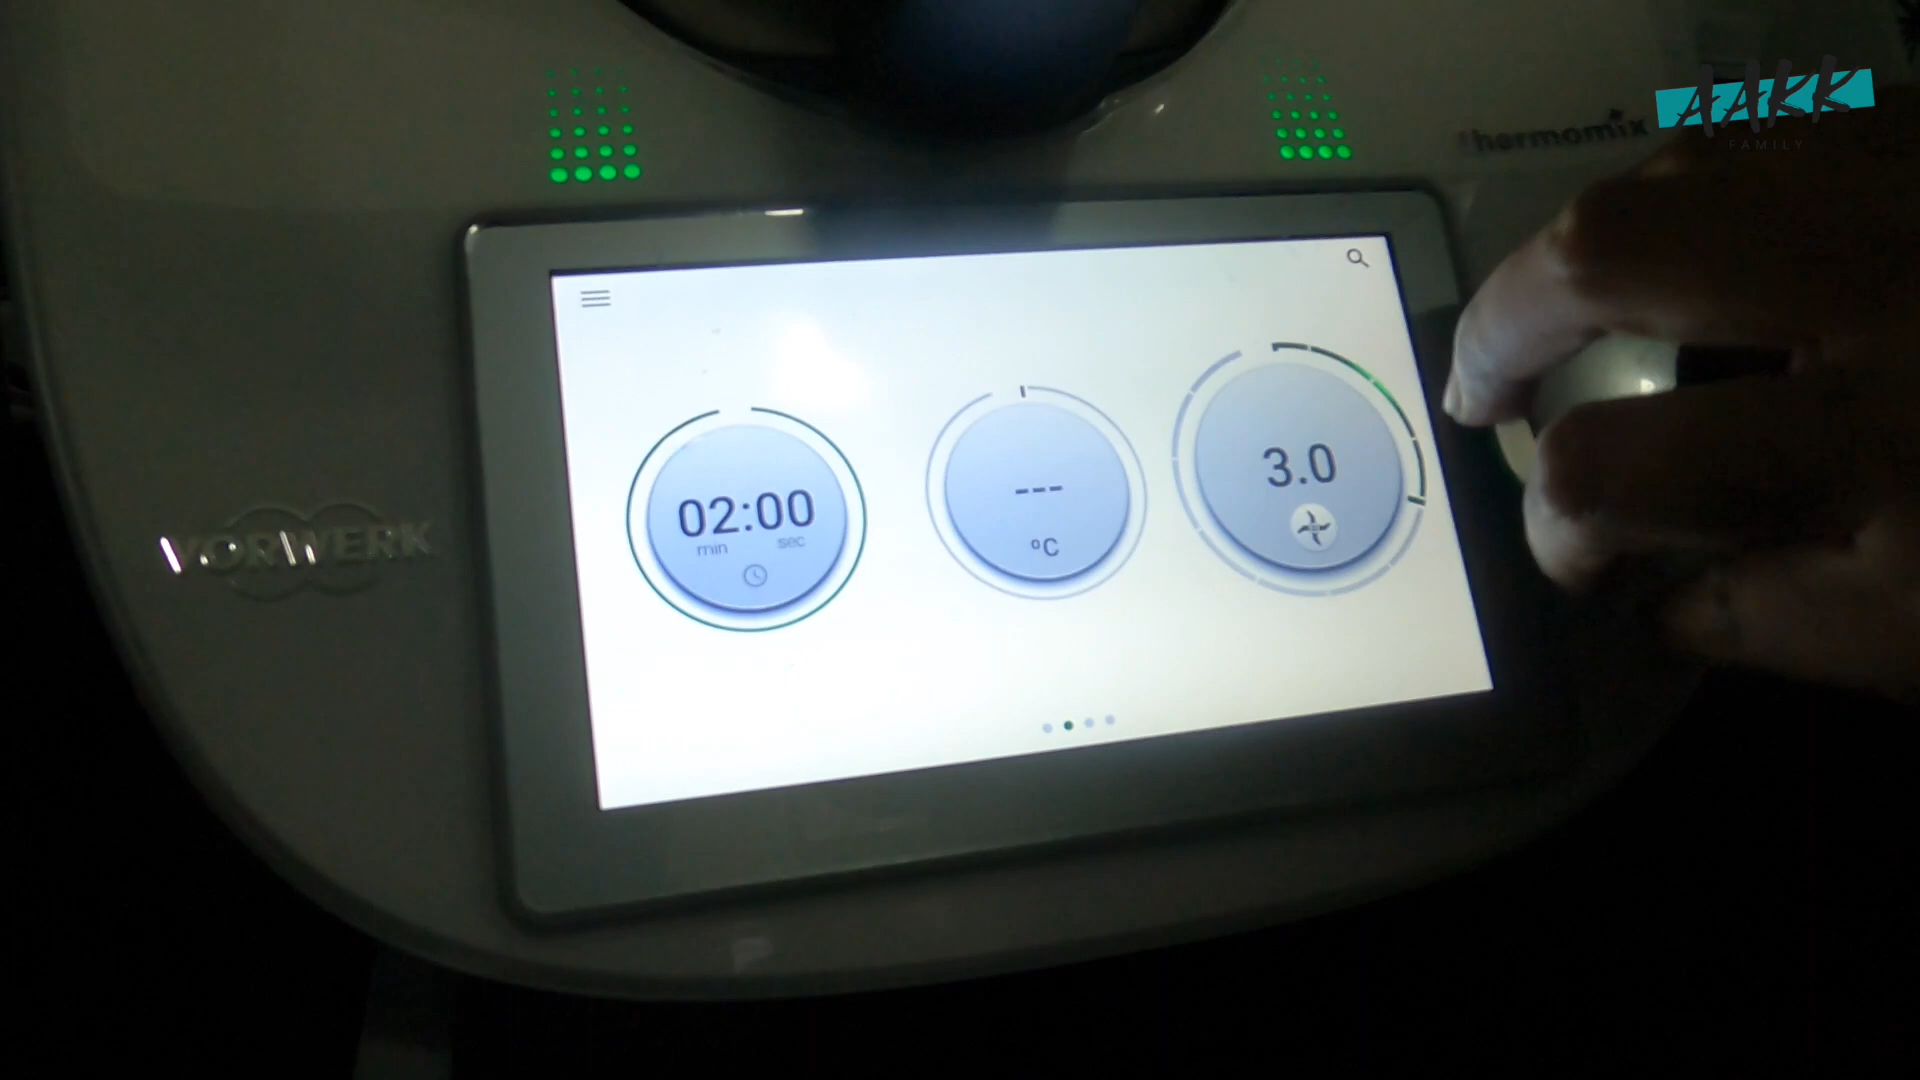 AAKK
FAMILY
thermomix
VORWERK
02:00
min sec
---
°C
3.0